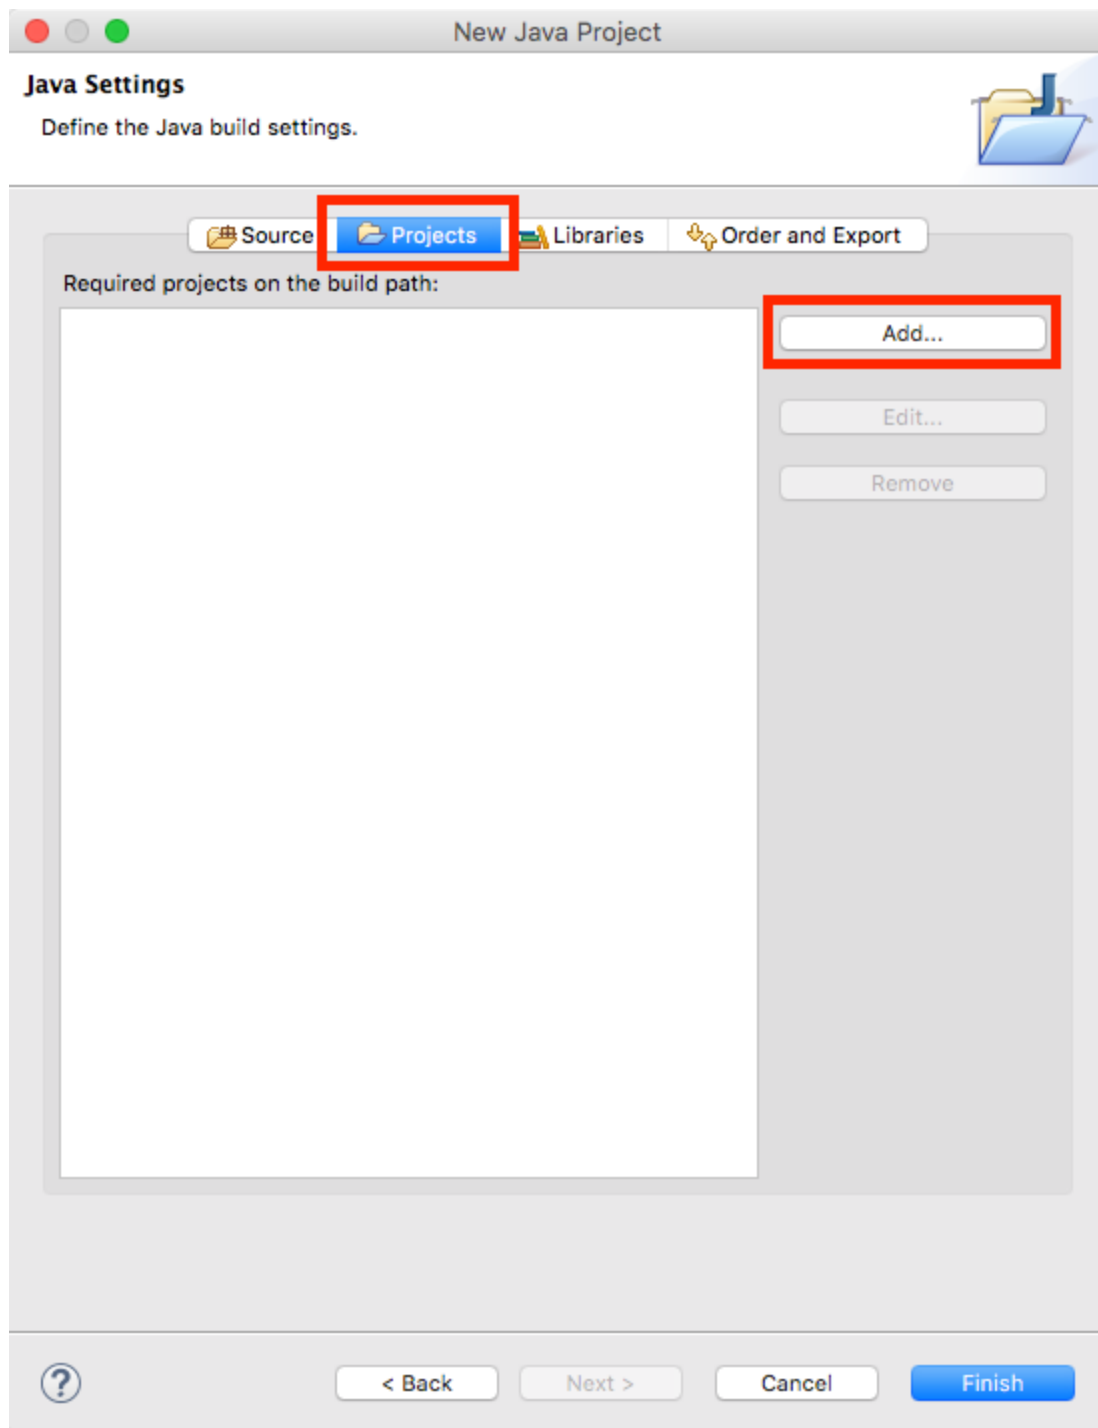 New Java Project
Java Settings
Define the Java build settings.
Source Projects Libraries Order and Export
Required projects on the build path:
Add...
Edit...
Remove
? < Back Next > Cancel Finish